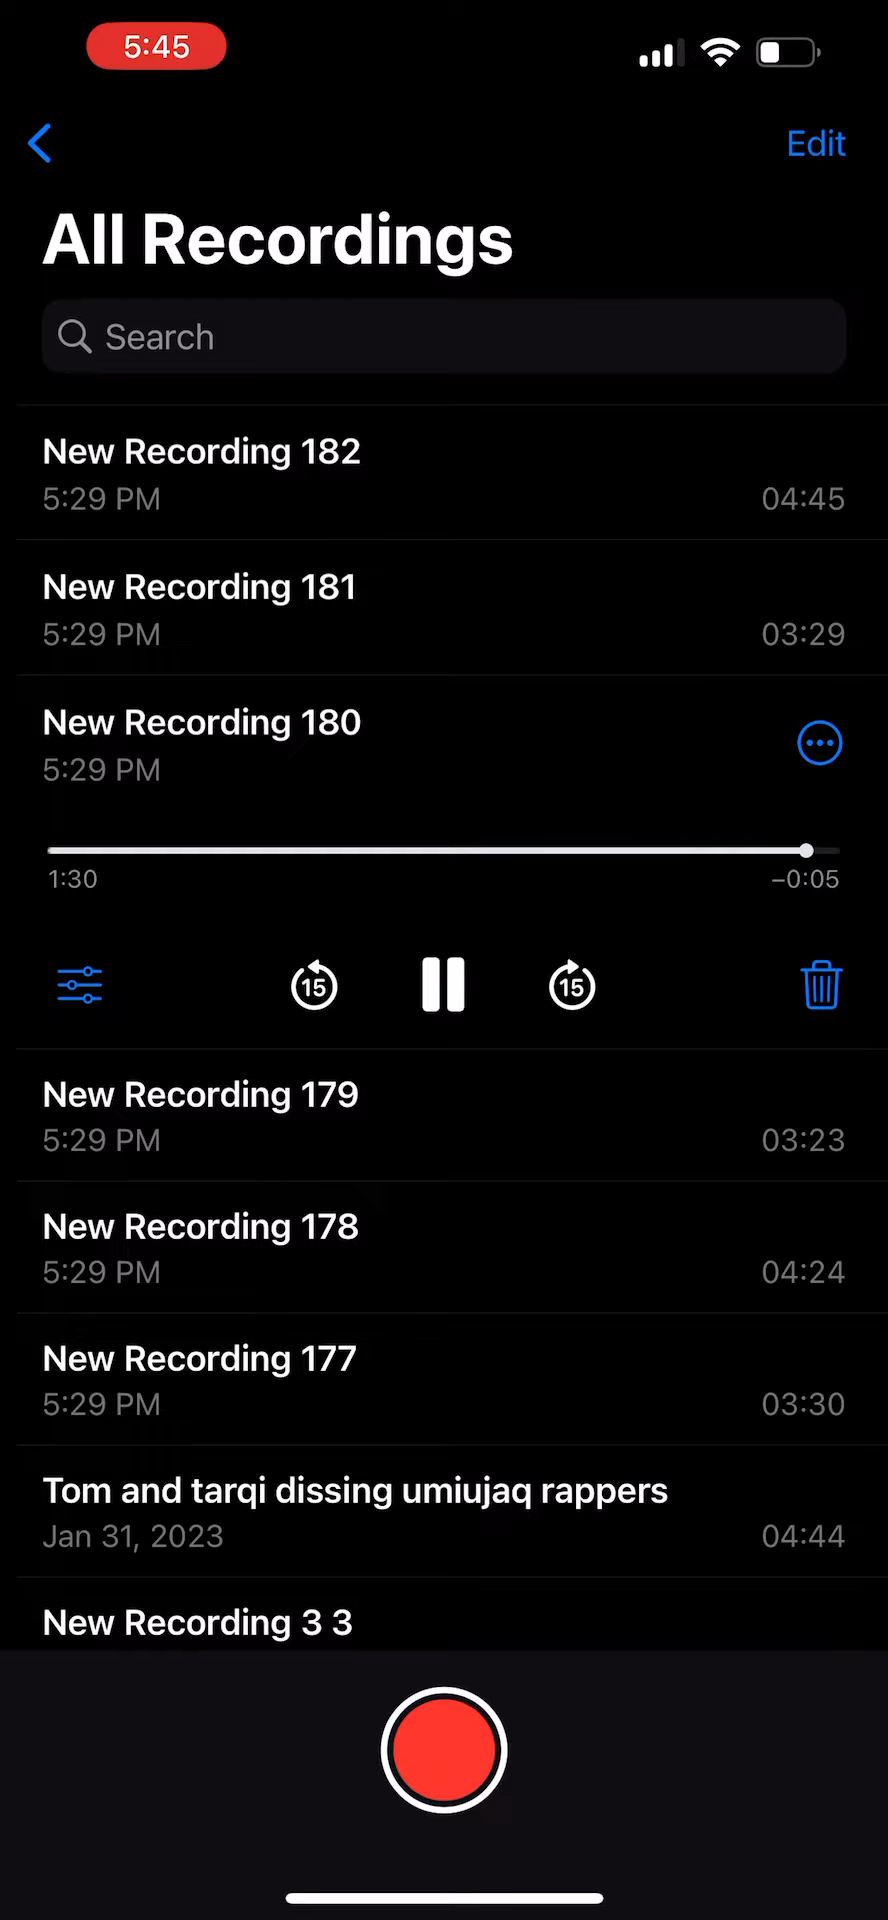 5:45
Edit
All Recordings
Search
New Recording 182
5:29 PM 04:45
New Recording 181
5:29 PM 03:29
New Recording 180
5:29 PM
1:30 −0:05
15 15
New Recording 179
5:29 PM 03:23
New Recording 178
5:29 PM 04:24
New Recording 177
5:29 PM 03:30
Tom and tarqi dissing umiujaq rappers
Jan 31, 2023 04:44
New Recording 3 3